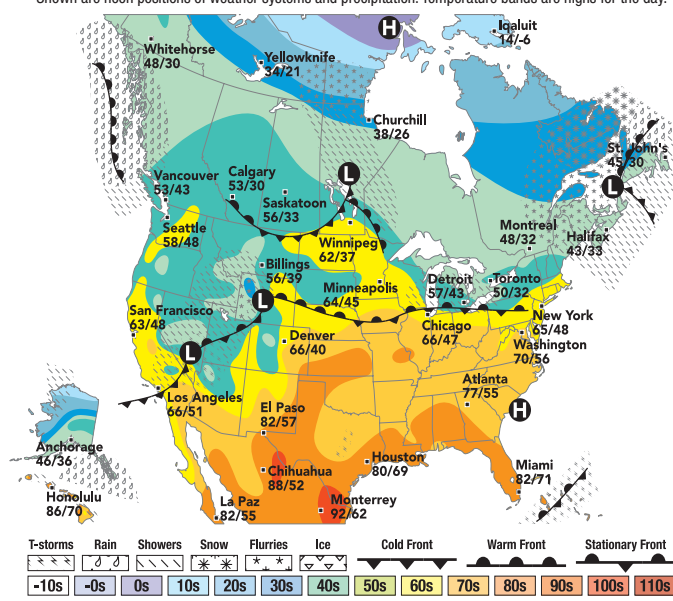 Shown are noon positions of weather systems and precipitation. Temperature bands are highs for the day.
H
Iqaluit
14/-6
Whitehorse
48/30
Yellowknife
34/21
Churchill
38/26
St. John's
45/30
L
L
Vancouver
53/43
Calgary
53/30
Saskatoon
56/33
Seattle
58/48
Winnipeg
62/37
Montreal
48/32
Halifax
43/33
Billings
56/39
Minneapolis
64/45
Detroit
57/43
Toronto
50/32
L
San Francisco
63/48
Denver
66/40
Chicago
66/47
New York
65/48
Washington
70/56
L
Los Angeles
66/51
El Paso
82/57
Atlanta
77/55
H
Anchorage
46/36
Honolulu
86/70
Chihuahua
88/52
Houston
80/69
Miami
82/71
La Paz
82/55
Monterrey
92/62
T-storms Rain Showers Snow Flurries Ice Cold Front Warm Front Stationary Front
-10s -0s 0s 10s 20s 30s 40s 50s 60s 70s 80s 90s 100s 110s